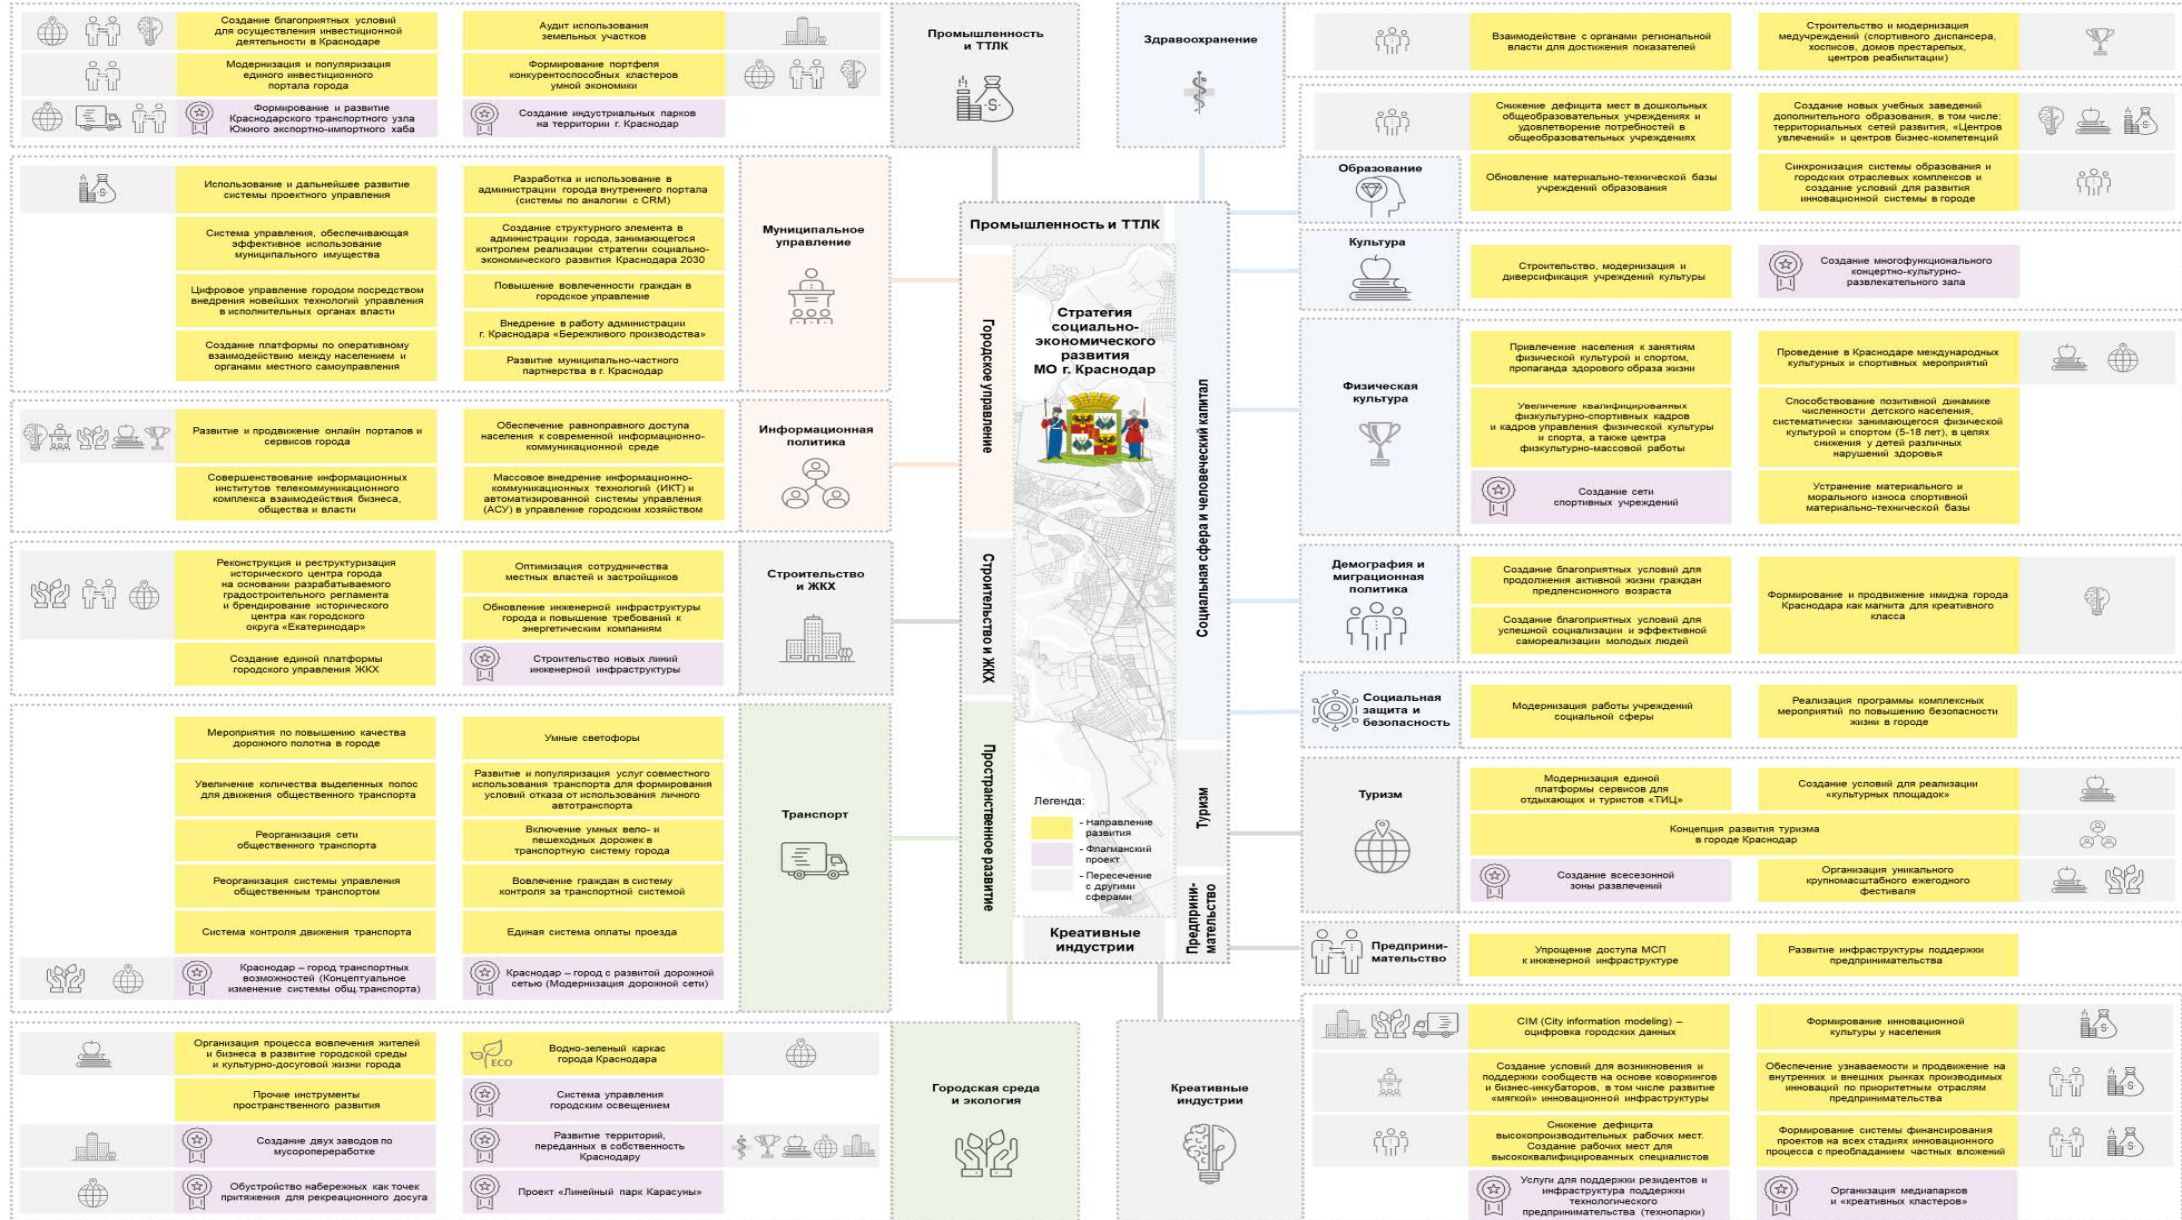 Создание благоприятных условий
для осуществления инвестиционной
деятельности в Краснодаре
Аудит использования
земельных участков
Модернизация и популяризация
единого инвестиционного
портала города
Формирование портфеля
конкурентоспособных кластеров
умной экономики
Формирование и развитие
Краснодарского транспортного узла
Южного экспортно-импортного хаба
Создание индустриальных парков
на территории г. Краснодар
Промышленность
и ТТЛК
Использование и дальнейшее развитие
системы проектного управления
Разработка и использование в
администрации города внутреннего портала
(системы по аналогии с CRM)
Система управления, обеспечивающая
эффективное использование
муниципального имущества
Создание структурного элемента в
администрации города, занимающегося
контролем реализации стратегии социально-
экономического развития Краснодара 2030
Цифровое управление городом посредством
внедрения новейших технологий управления
в исполнительных органах власти
Повышение вовлеченности граждан в
городское управление
Внедрение в работу администрации
г. Краснодара «Бережливого производства»
Создание платформы по оперативному
взаимодействию между населением и
органами местного самоуправления
Развитие муниципально-частного
партнерства в г. Краснодар
Муниципальное
управление
Развитие и продвижение онлайн порталов и
сервисов города
Обеспечение равноправного доступа
населения к современной информационно-
коммуникационной среде
Совершенствование информационных
институтов телекоммуникационного
комплекса взаимодействия бизнеса,
общества и власти
Массовое внедрение информационно-
коммуникационных технологий (ИКТ) и
автоматизированной системы управления
(АСУ) в управление городским хозяйством
Информационная
политика
Реконструкция и реструктуризация
исторического центра города
на основании разрабатываемого
градостроительного регламента
и брендирование исторического
центра как городского
округа «Екатеринодар»
Оптимизация сотрудничества
местных властей и застройщиков
Обновление инженерной инфраструктуры
города и повышение требований к
энергетическим компаниям
Создание единой платформы
городского управления ЖКХ
Строительство новых линий
инженерной инфраструктуры
Строительство
и ЖКХ
Мероприятия по повышению качества
дорожного полотна в городе
Умные светофоры
Увеличение количества выделенных полос
для движения общественного транспорта
Развитие и популяризация услуг совместного
использования транспорта для формирования
условий отказа от использования личного
автотранспорта
Реорганизация сети
общественного транспорта
Включение умных вело- и
пешеходных дорожек в
транспортную систему города
Реорганизация системы управления
общественным транспортом
Вовлечение граждан в систему
контроля за транспортной системой
Система контроля движения транспорта
Единая система оплаты проезда
Краснодар – город транспортных
возможностей (Концептуальное
изменение системы общ.транспорта)
Краснодар – город с развитой дорожной
сетью (Модернизация дорожной сети)
Транспорт
Организация процесса вовлечения жителей
и бизнеса в развитие городской среды
и культурно-досуговой жизни города
ECO
Водно-зеленый каркас
города Краснодара
Прочие инструменты
пространственного развития
Система управления
городским освещением
Создание двух заводов по
мусоропереработке
Развитие территорий,
переданных в собственность
Краснодару
Обустройство набережных как точек
притяжения для рекреационного досуга
Проект «Линейный парк Карасуны»
Городская среда
и экология
Промышленность и ТТЛК
Городское управление
Строительство и ЖКХ
Пространственное развитие
Стратегия
социально-
экономического
развития
МО г. Краснодар
Легенда:
- Направление
развития
- Флагманский
проект
- Пересечение
с другими
сферами
Социальная сфера и человеческий капитал
Туризм
Предприни-
мательство
Креативные
индустрии
Здравоохранение
Взаимодействие с органами региональной
власти для достижения показателей
Строительство и модернизация
медучреждений (спортивного диспансера,
хосписов, домов престарелых,
центров реабилитации)
Образование
Снижение дефицита мест в дошкольных
общеобразовательных учреждениях и
удовлетворение потребностей в
общеобразовательных учреждениях
Создание новых учебных заведений
дополнительного образования, в том числе:
территориальных сетей развития, «Центров
увлечений» и центров бизнес-компетенций
Обновление материально-технической базы
учреждений образования
Синхронизация системы образования и
городских отраслевых комплексов и
создание условий для развития
инновационной системы в городе
Культура
Строительство, модернизация и
диверсификация учреждений культуры
Создание многофункционального
концертно-культурно-
развлекательного зала
Физическая
культура
Привлечение населения к занятиям
физической культурой и спортом,
пропаганда здорового образа жизни
Проведение в Краснодаре международных
культурных и спортивных мероприятий
Увеличение квалифицированных
физкультурно-спортивных кадров
и кадров управления физической культуры
и спорта, а также центра
физкультурно-массовой работы
Способствование позитивной динамике
численности детского населения,
систематически занимающегося физической
культурой и спортом (5-18 лет), в целях
снижения у детей различных
нарушений здоровья
Создание сети
спортивных учреждений
Устранение материального и
морального износа спортивной
материально-технической базы
Демография и
миграционная
политика
Создание благоприятных условий для
продолжения активной жизни граждан
предпенсионного возраста
Создание благоприятных условий для
успешной социализации и эффективной
самореализации молодых людей
Формирование и продвижение имиджа города
Краснодара как магнита для креативного
класса
Социальная
защита и
безопасность
Модернизация работы учреждений
социальной сферы
Реализация программы комплексных
мероприятий по повышению безопасности
жизни в городе
Туризм
Модернизация единой
платформы сервисов для
отдыхающих и туристов «ТИЦ»
Создание условий для реализации
«культурных площадок»
Концепция развития туризма
в городе Краснодар
Создание всесезонной
зоны развлечений
Организация уникального
крупномасштабного ежегодного
фестиваля
Предприни-
мательство
Упрощение доступа МСП
к инженерной инфраструктуре
Развитие инфраструктуры поддержки
предпринимательства
Креативные
индустрии
CIM (City information modeling) –
оцифровка городских данных
Формирование инновационной
культуры у населения
Создание условий для возникновения и
поддержки сообществ на основе коворкингов
и бизнес-инкубаторов, в том числе развитие
«мягкой» инновационной инфраструктуры
Обеспечение узнаваемости и продвижение на
внутренних и внешних рынках производимых
инноваций по приоритетным отраслям
предпринимательства
Снижение дефицита
высокопроизводительных рабочих мест.
Создание рабочих мест для
высококвалифицированных специалистов
Формирование системы финансирования
проектов на всех стадиях инновационного
процесса с преобладанием частных вложений
Услуги для поддержки резидентов и
инфраструктура поддержки
технологического
предпринимательства (технопарки)
Организация медиапарков
и «креативных кластеров»